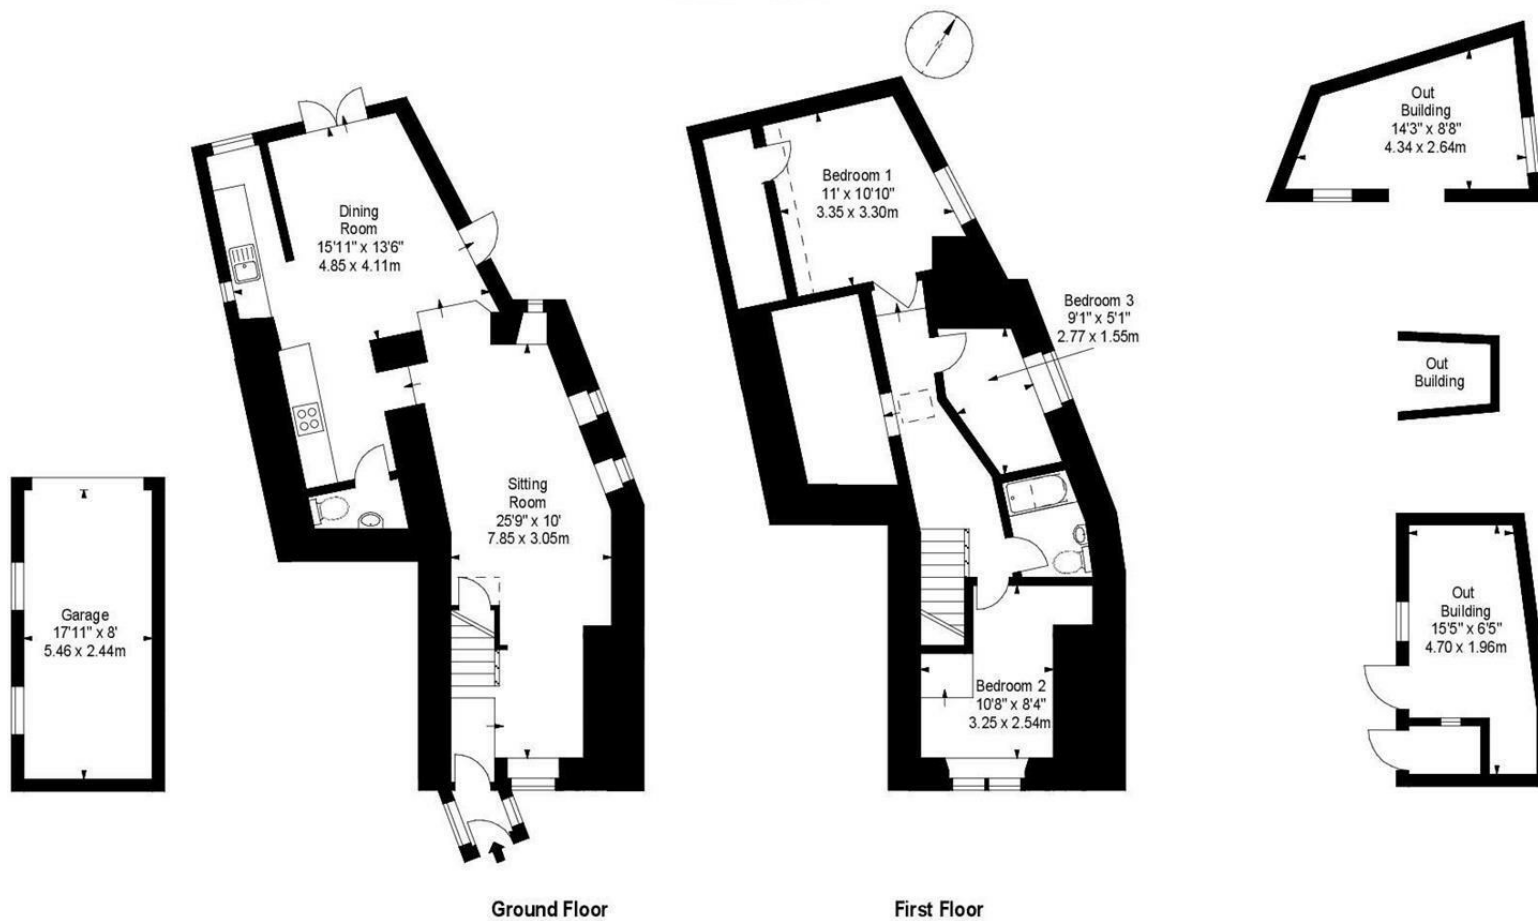 Dining
Room
15'11" x 13'6"
4.85 x 4.11m
Sitting
Room
25'9" x 10'
7.85 x 3.05m
Garage
17'11" x 8'
5.46 x 2.44m
Ground Floor
Bedroom 1
11' x 10'10"
3.35 x 3.30m
Bedroom 3
9'1" x 5'1"
2.77 x 1.55m
Bedroom 2
10'8" x 8'4"
3.25 x 2.54m
First Floor
Out
Building
14'3" x 8'8"
4.34 x 2.64m
Out
Building
Out
Building
15'5" x 6'5"
4.70 x 1.96m